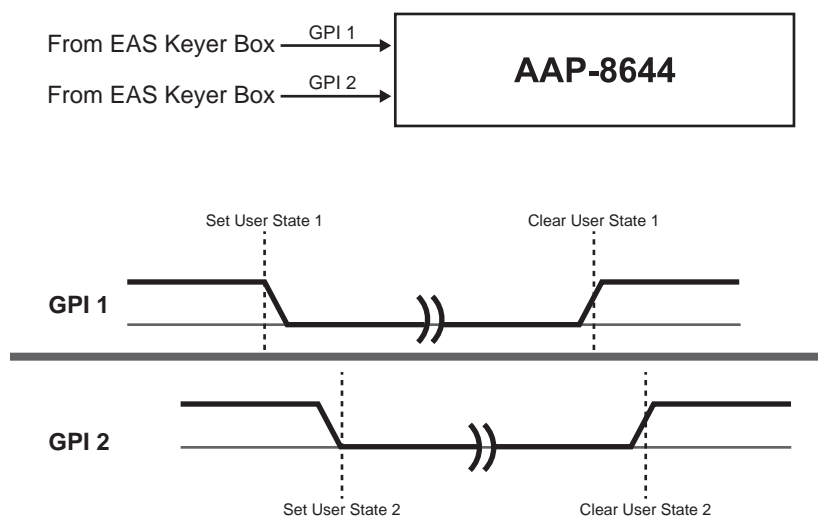 From EAS Keyer Box GPI 1
From EAS Keyer Box GPI 2
AAP-8644
Set User State 1 Clear User State 1
GPI 1
GPI 2
Set User State 2 Clear User State 2